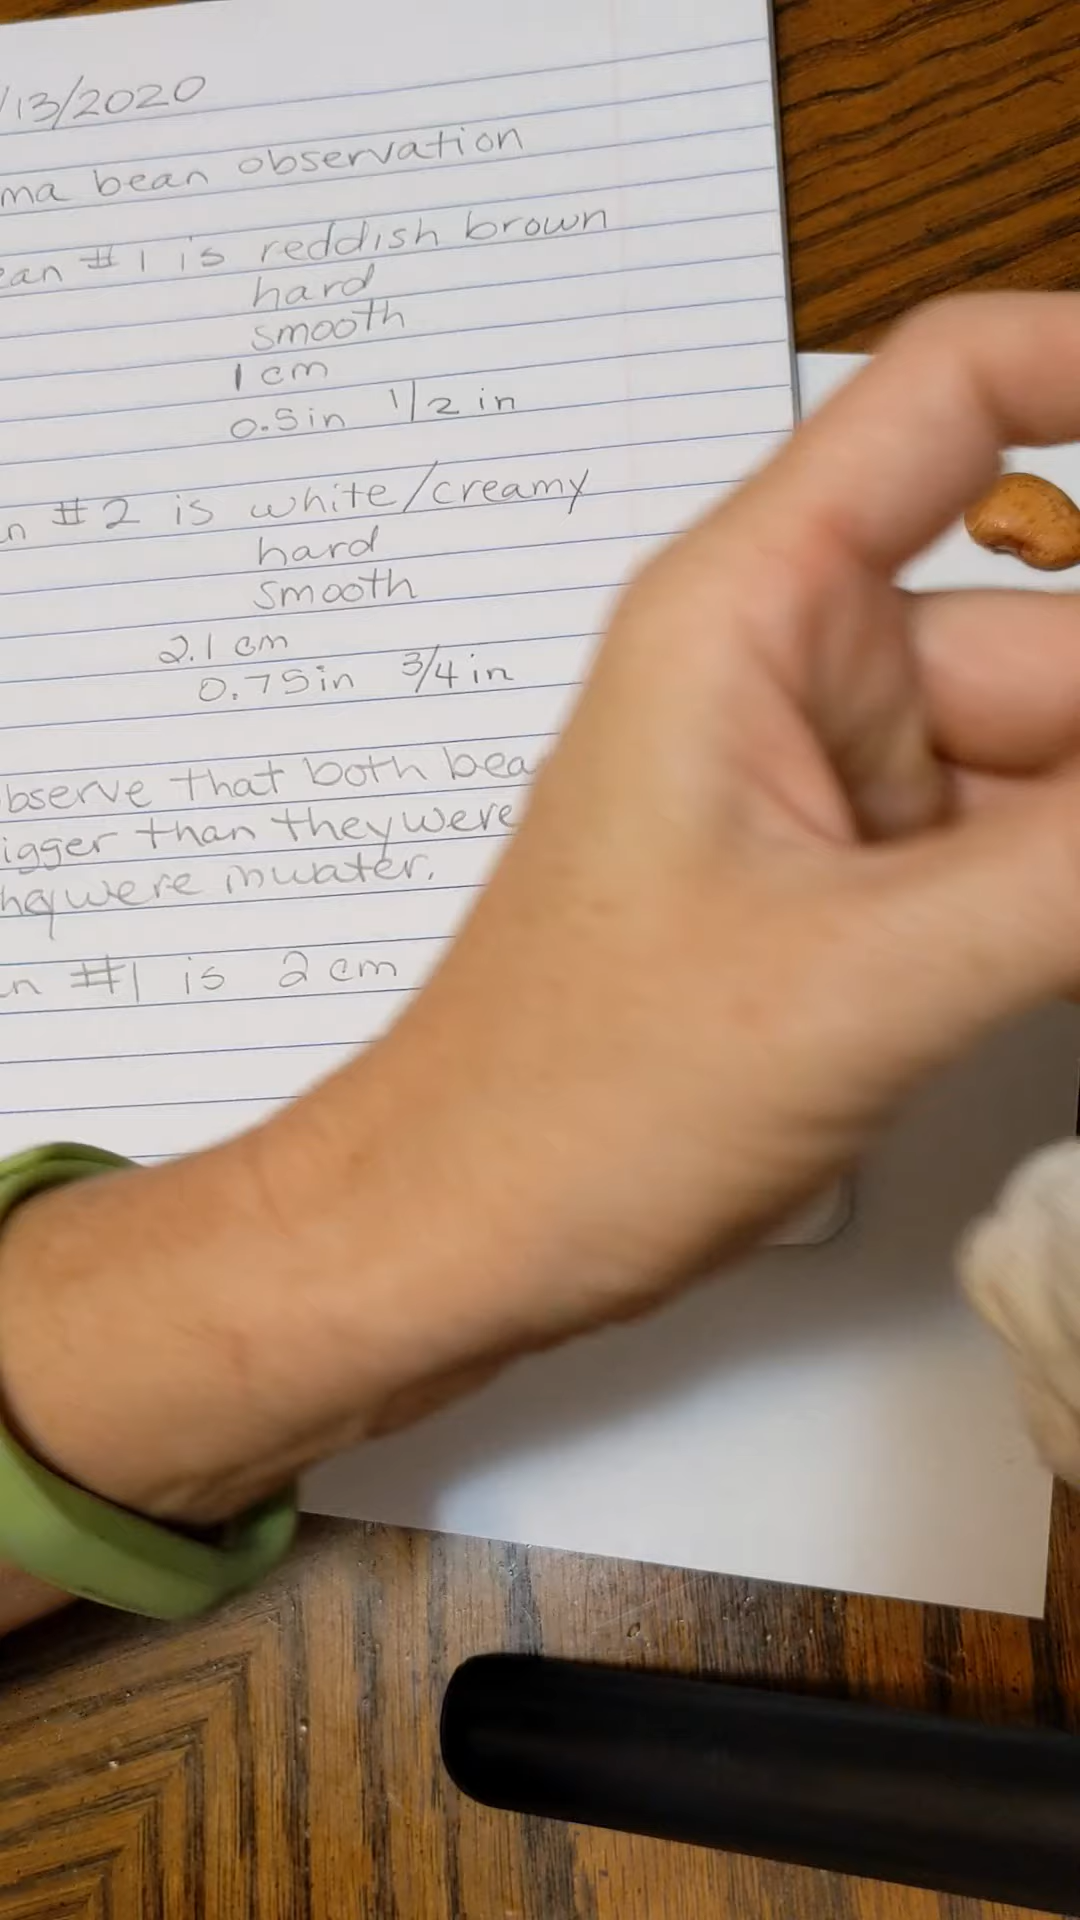 /13/2020
ma bean observation
ean #1 is reddish brown
hard
smooth
1 cm
0.5in 1/2 in
n #2 is white/creamy
hard
smooth
2.1 cm
0.75in 3/4 in
bserve that both bea
igger than they were
hey were in water.
n #1 is 2 cm